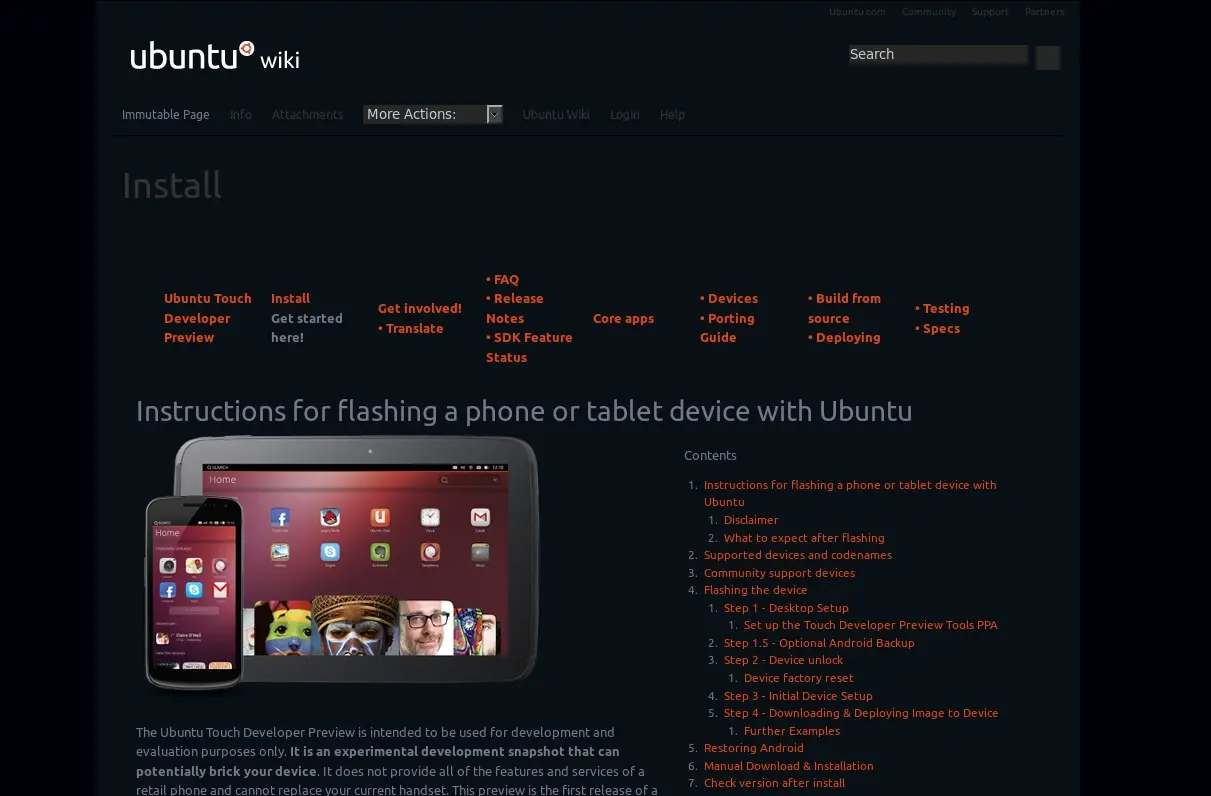 Ubuntu.com Community Support Partners
ubuntu wiki
Search
Immutable Page Info Attachments More Actions: Ubuntu Wiki Login Help
Install
Ubuntu Touch
Developer
Preview
Install
Get started
here!
Get involved!
• Translate
• FAQ
• Release
Notes
• SDK Feature
Status
Core apps
• Devices
• Porting
Guide
• Build from
source
• Deploying
• Testing
• Specs
Instructions for flashing a phone or tablet device with Ubuntu
SEARCH
Home
Home
Contents
1. Instructions for flashing a phone or tablet device with
Ubuntu
1. Disclaimer
2. What to expect after flashing
2. Supported devices and codenames
3. Community support devices
4. Flashing the device
1. Step 1 - Desktop Setup
1. Set up the Touch Developer Preview Tools PPA
2. Step 1.5 - Optional Android Backup
3. Step 2 - Device unlock
1. Device factory reset
4. Step 3 - Initial Device Setup
5. Step 4 - Downloading & Deploying Image to Device
1. Further Examples
5. Restoring Android
6. Manual Download & Installation
7. Check version after install
The Ubuntu Touch Developer Preview is intended to be used for development and
evaluation purposes only. It is an experimental development snapshot that can
potentially brick your device. It does not provide all of the features and services of a
retail phone and cannot replace your current handset. This preview is the first release of a